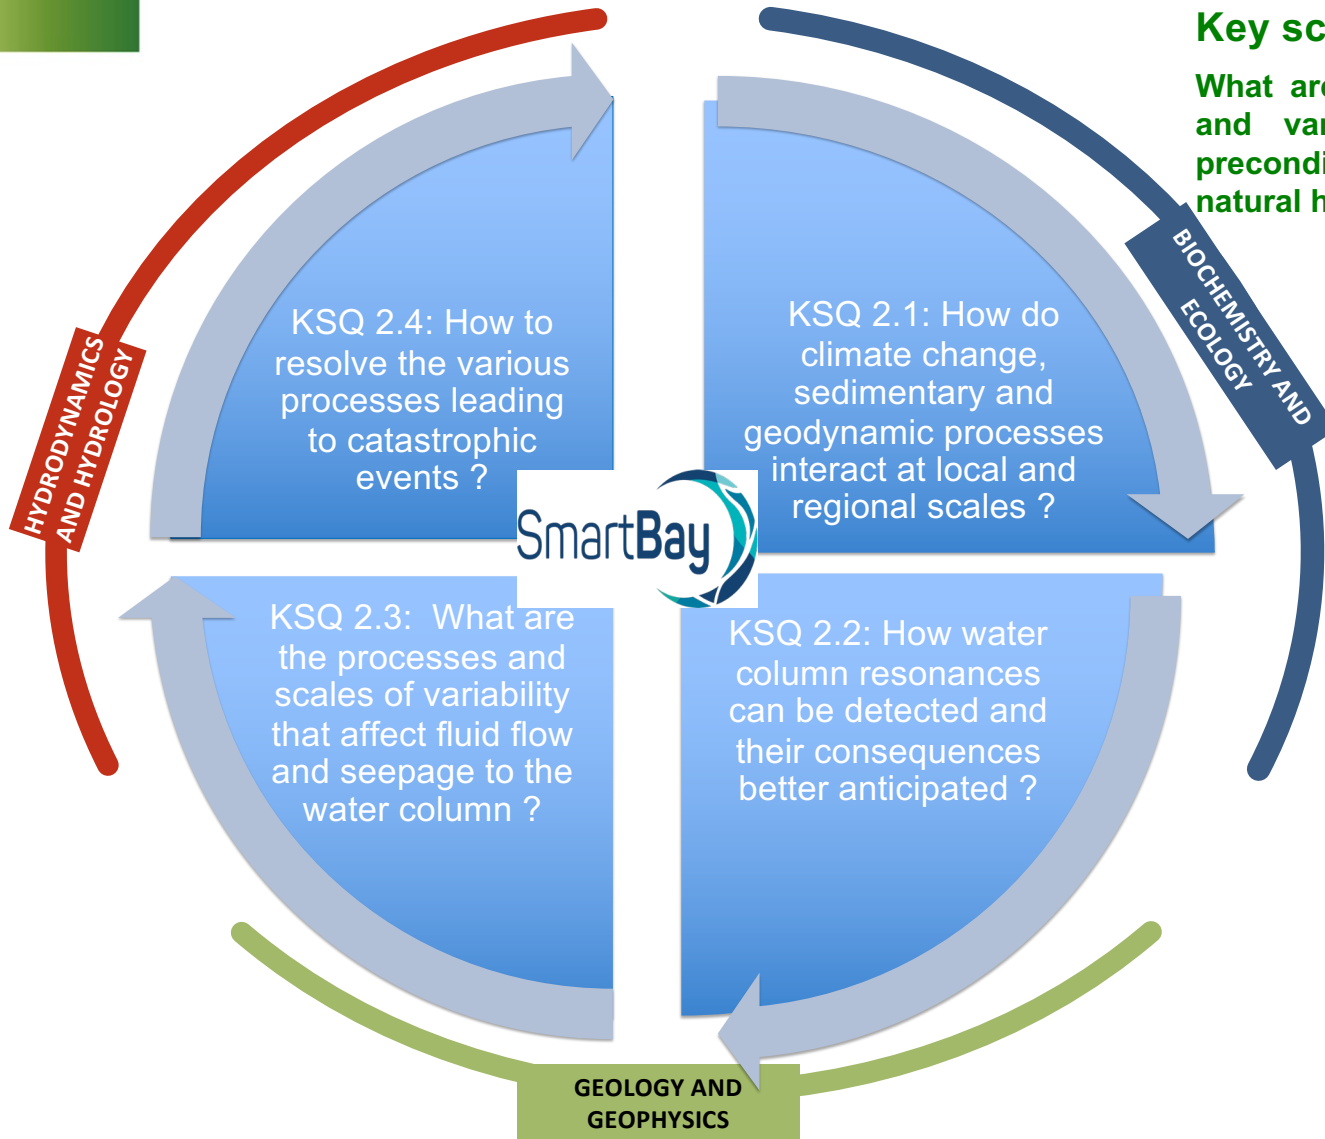 Key sc
What are
and var
precondi
natural h
KSQ 2.4: How to
resolve the various
processes leading
to catastrophic
events ?
KSQ 2.1: How do
climate change,
sedimentary and
geodynamic processes
interact at local and
regional scales ?
BIOCHEMISTRY AND
ECOLOGY
HYDRODYNAMICS
AND HYDROLOGY
SmartBay
KSQ 2.3: What are
the processes and
scales of variability
that affect fluid flow
and seepage to the
water column ?
KSQ 2.2: How water
column resonances
can be detected and
their consequences
better anticipated ?
GEOLOGY AND
GEOPHYSICS